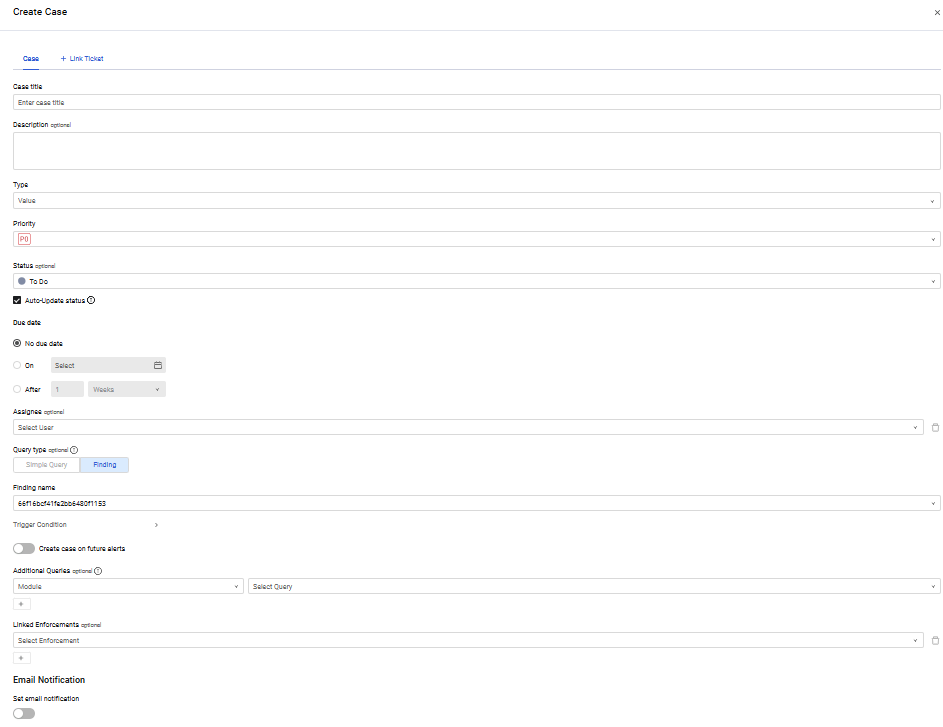 Create Case
Case
+ Link Ticket
Case title
Enter case title
Description optional
Type
Value
Priority
P0
Status optional
To Do
Auto-Update status
Due date
No due date
On Select
After 1 Weeks
Assignee optional
Select User
Query type optional
Simple Query Finding
Finding name
66f16bcf41fe2bb6480f1153
Trigger Condition
Create case on future alerts
Additional Queries optional
Module Select Query
+
Linked Enforcements optional
Select Enforcement
+
Email Notification
Set email notification